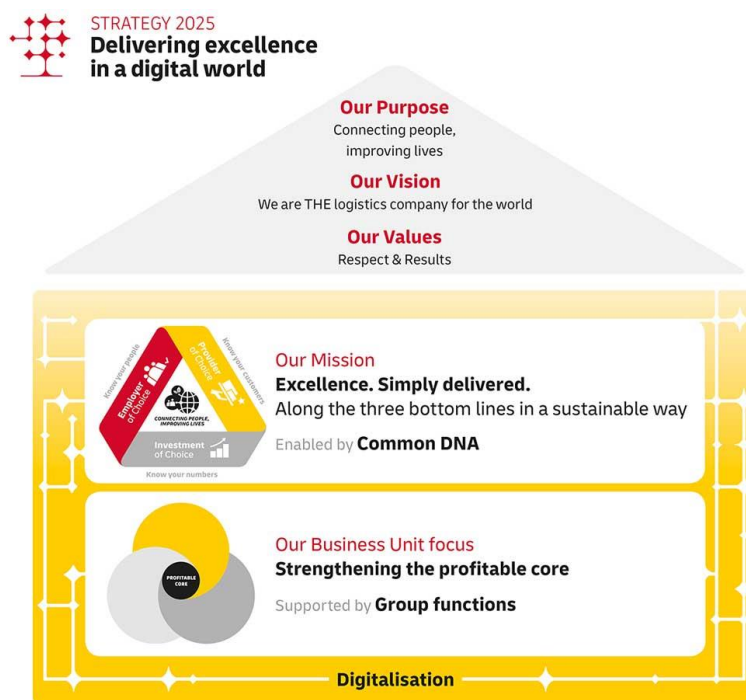 STRATEGY 2025
Delivering excellence
in a digital world
Our Purpose
Connecting people,
improving lives
Our Vision
We are THE logistics company for the world
Our Values
Respect & Results
Know your people
Employer
of Choice
Provider
of Choice
Know your customers
CONNECTING PEOPLE,
IMPROVING LIVES
Investment
of Choice
Know your numbers
Our Mission
Excellence. Simply delivered.
Along the three bottom lines in a sustainable way
Enabled by Common DNA
PROFITABLE
CORE
Our Business Unit focus
Strengthening the profitable core
Supported by Group functions
Digitalisation